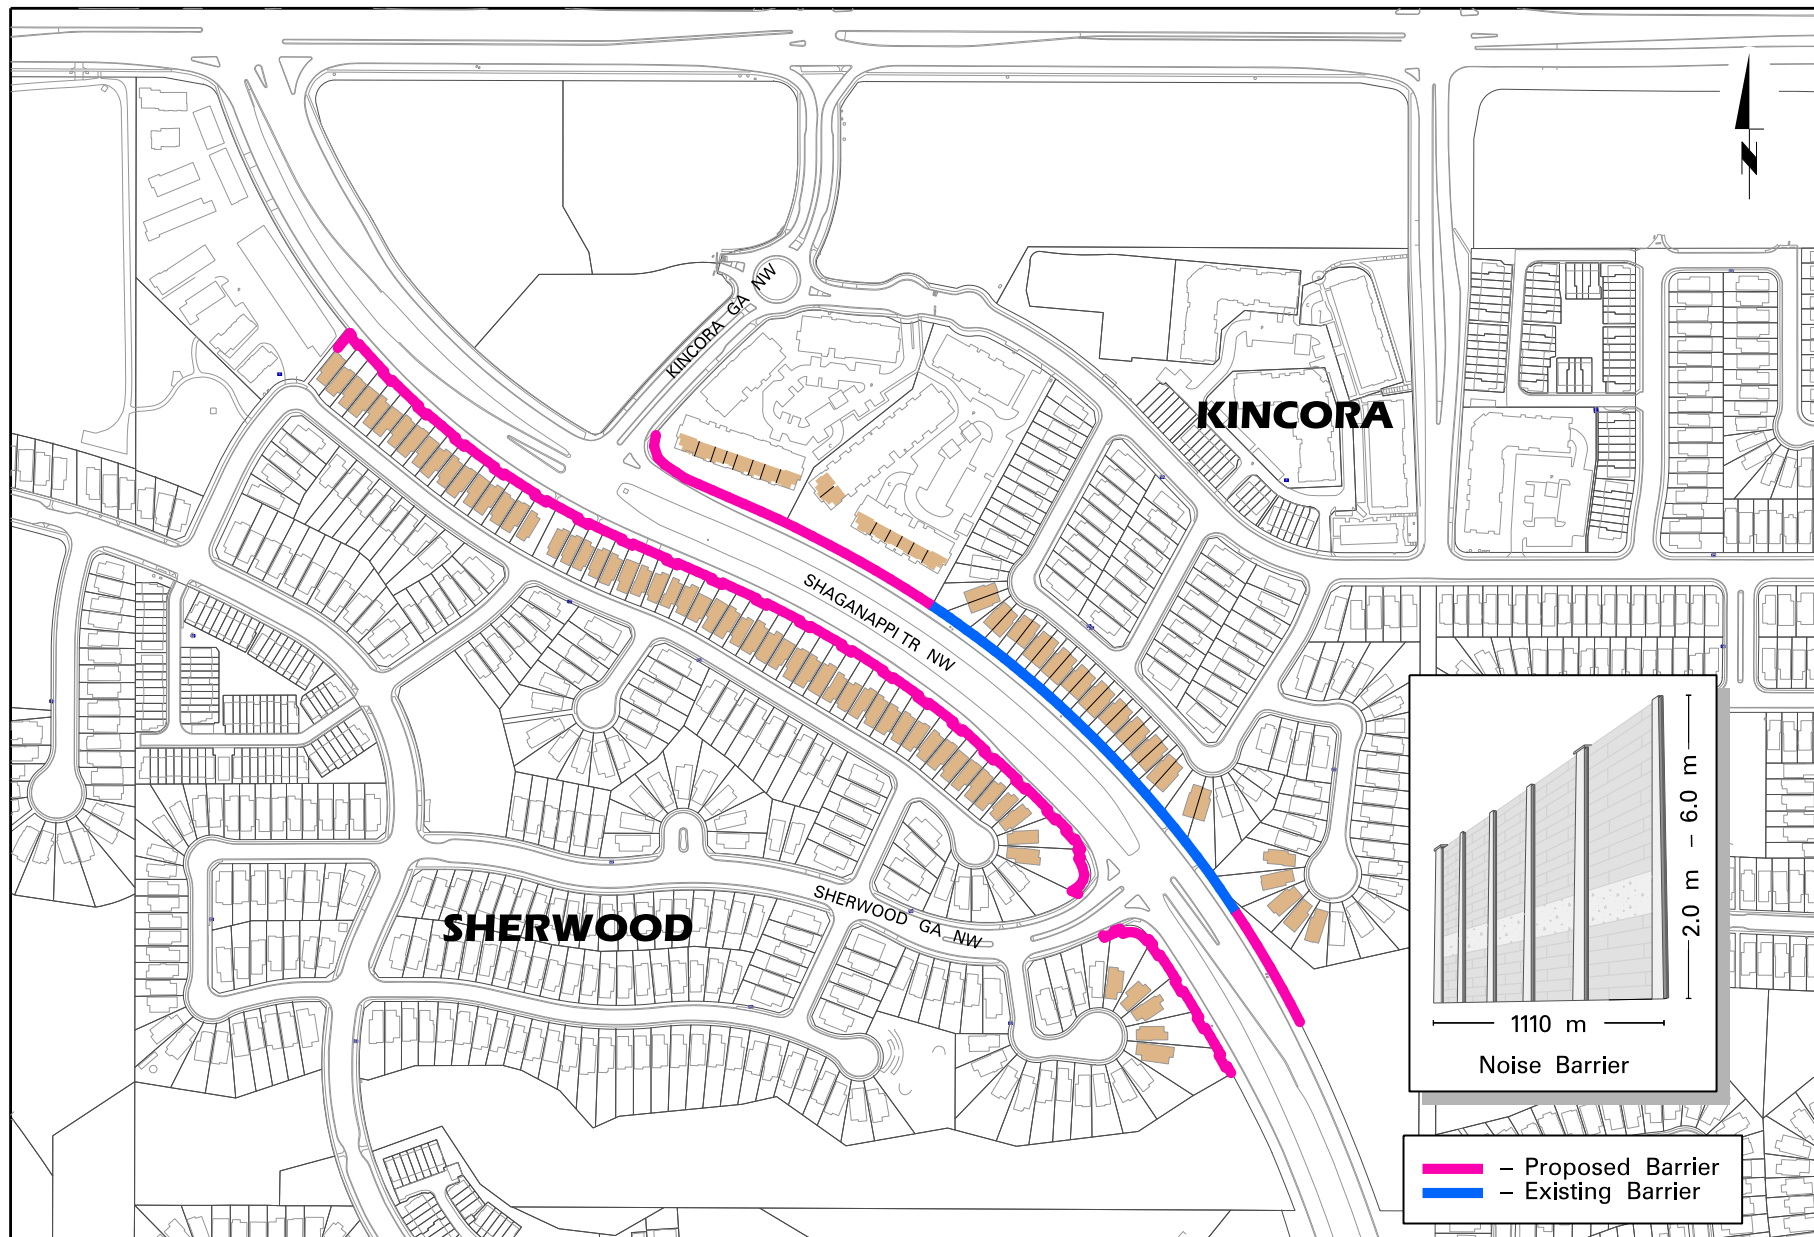 N
KINCORA GA NW
KINCORA
SHAGANAPPI TR NW
SHERWOOD
SHERWOOD GA NW
2.0 m – 6.0 m
1110 m
Noise Barrier
– Proposed Barrier
– Existing Barrier